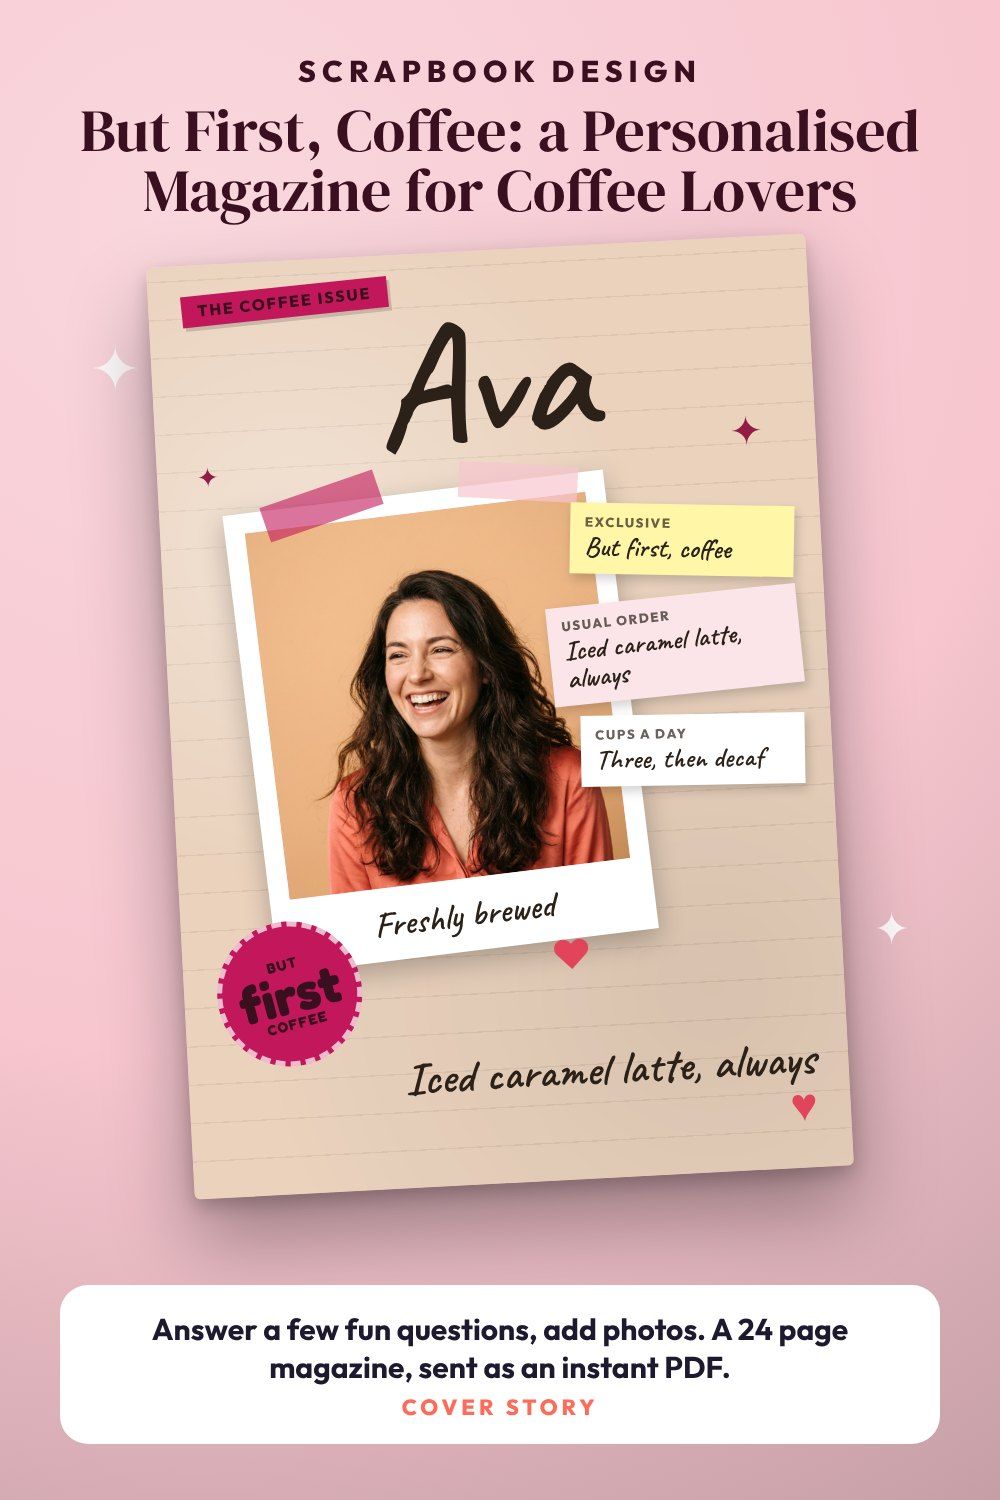 SCRAPBOOK DESIGN
But First, Coffee: a Personalised
Magazine for Coffee Lovers
THE COFFEE ISSUE
Ava
EXCLUSIVE
But first, coffee
USUAL ORDER
Iced caramel latte,
always
CUPS A DAY
Three, then decaf
Freshly brewed
BUT
first
COFFEE
Iced caramel latte, always
Answer a few fun questions, add photos. A 24 page
magazine, sent as an instant PDF.
COVER STORY